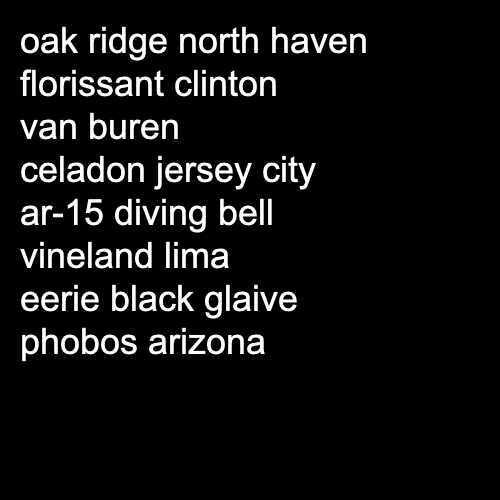 oak ridge north haven
florissant clinton
van buren
celadon jersey city
ar-15 diving bell
vineland lima
eerie black glaive
phobos arizona